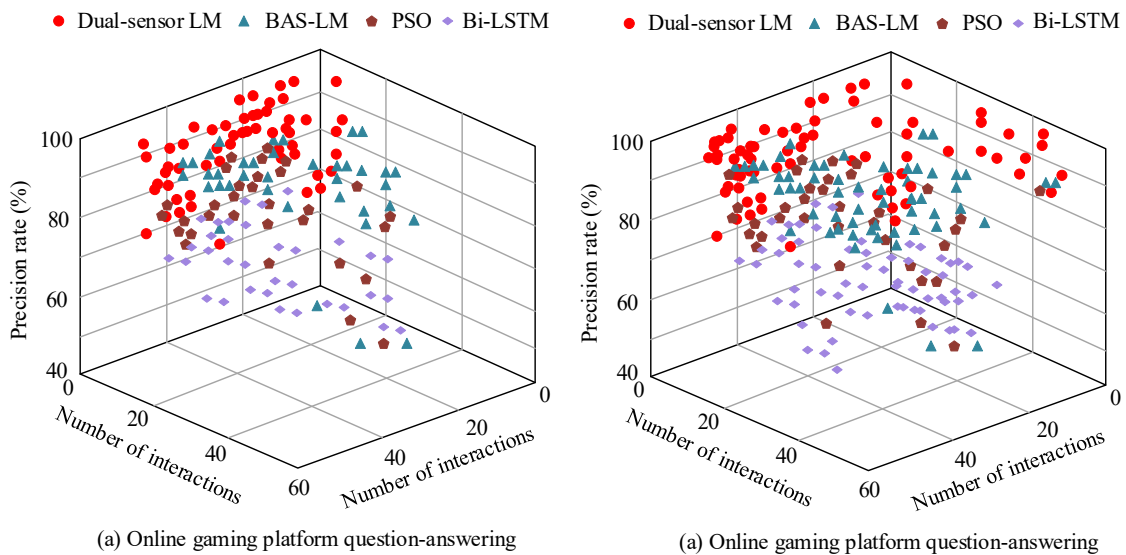 Dual-sensor LM BAS-LM PSO Bi-LSTM
100
80
60
40
Precision rate (%)
0
20
40
60
Number of interactions
0
20
40
Number of interactions
(a) Online gaming platform question-answering
Dual-sensor LM BAS-LM PSO Bi-LSTM
100
80
60
40
Precision rate (%)
0
20
40
60
Number of interactions
0
20
40
Number of interactions
(a) Online gaming platform question-answering